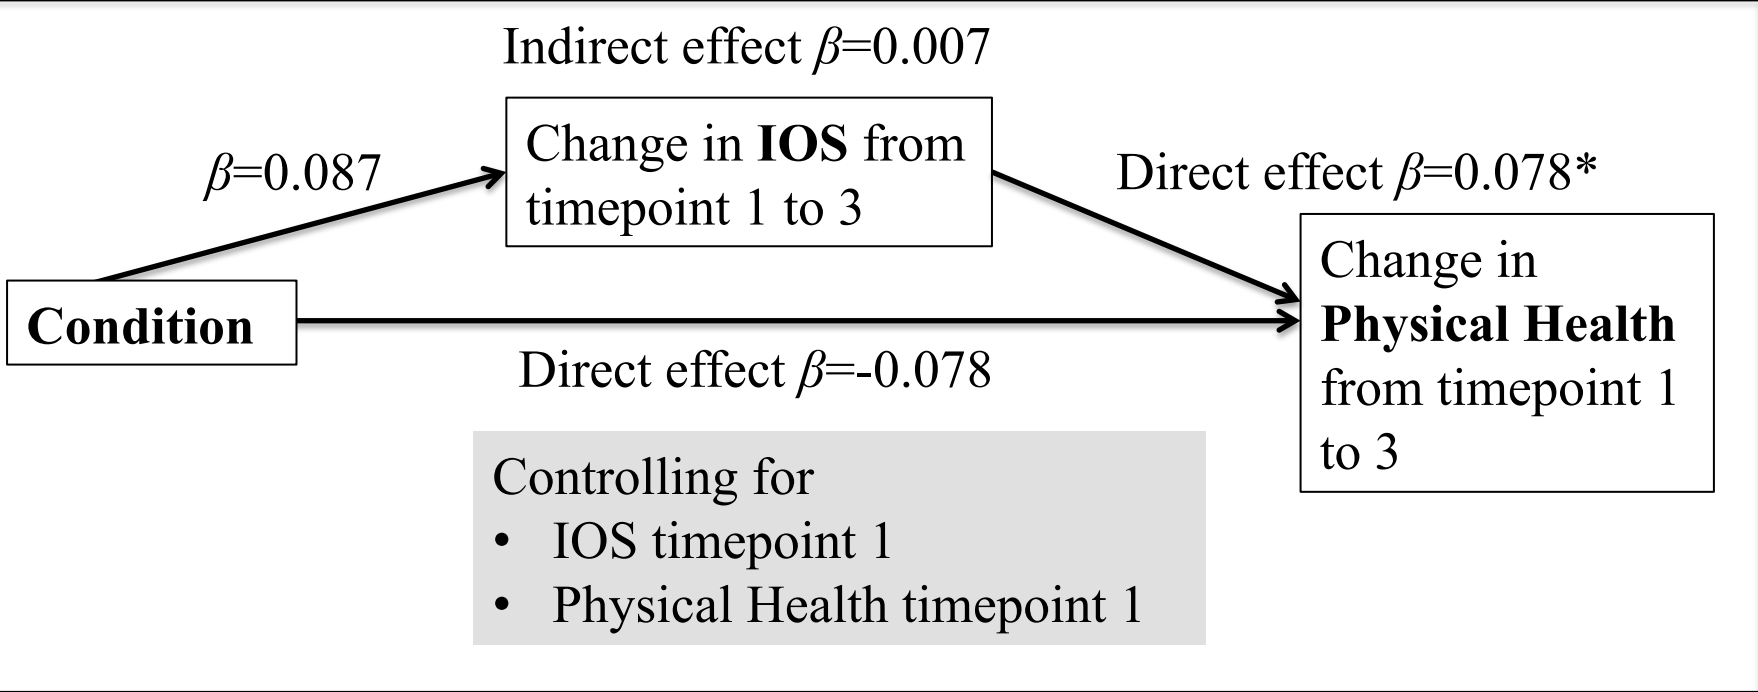 Indirect effect β=0.007
β=0.087
Change in IOS from
timepoint 1 to 3
Direct effect β=0.078*
Condition
Direct effect β=-0.078
Change in
Physical Health
from timepoint 1
to 3
Controlling for
• IOS timepoint 1
• Physical Health timepoint 1